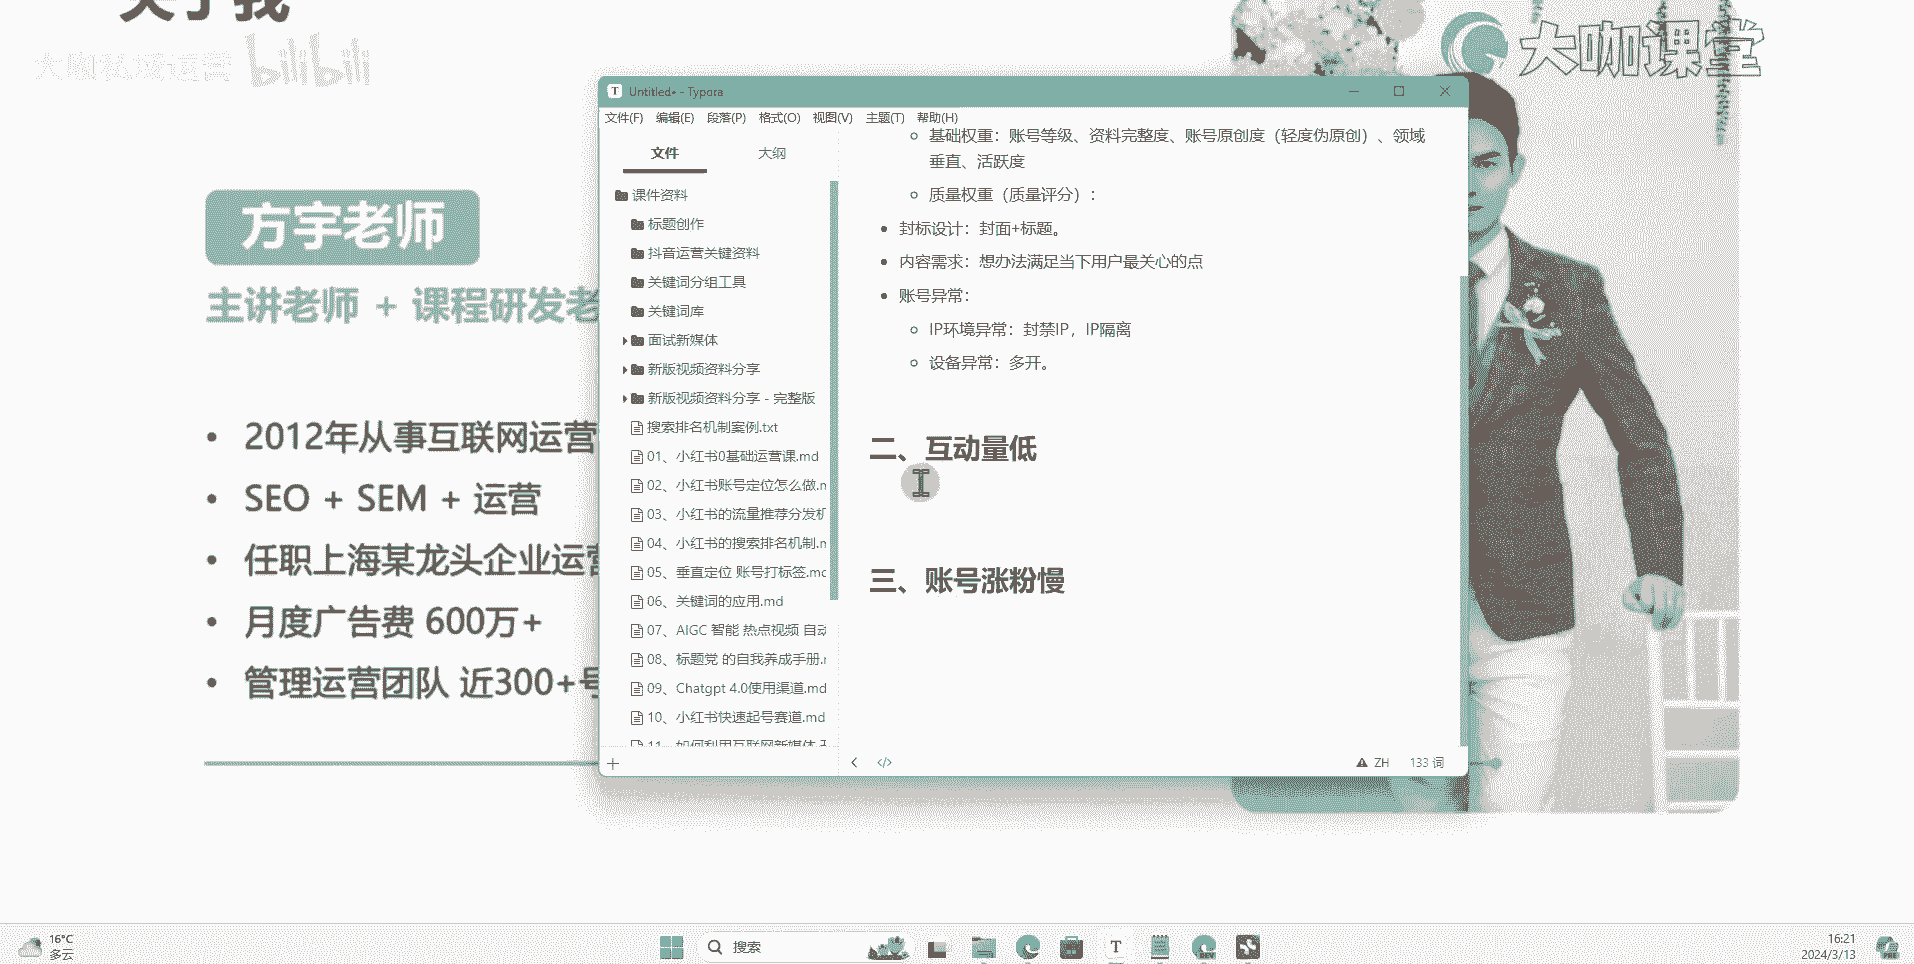 关于我
大咖私域运营 bilibili
大咖课堂
方宇老师
主讲老师 + 课程研发老
2012年从事互联网运营
SEO + SEM + 运营
任职上海某龙头企业运营
月度广告费 600万+
管理运营团队 近300+号
Untitled• - Typora
文件(F) 编辑(E) 段落(P) 格式(O) 视图(V) 主题(T) 帮助(H)
文件 大纲
课件资料
标题创作
抖音运营关键资料
关键词分组工具
关键词库
面试新媒体
新版视频资料分享
新版视频资料分享 - 完整版
搜索排名机制案例.txt
01、小红书0基础运营课.md
02、小红书账号定位怎么做.m
03、小红书的流量推荐分发机
04、小红书的搜索排名机制.m
05、垂直定位 账号打标签.md
06、关键词的应用.md
07、AIGC 智能 热点视频 自动
08、标题党 的自我养成手册.m
09、Chatgpt 4.0使用渠道.md
10、小红书快速起号赛道.md
11、如何利用互联网新媒体
基础权重：账号等级、资料完整度、账号原创度（轻度伪原创）、领域
垂直、活跃度
质量权重（质量评分）：
封标设计：封面+标题。
内容需求：想办法满足当下用户最关心的点
账号异常：
IP环境异常：封禁IP，IP隔离
设备异常：多开。
二、互动量低
三、账号涨粉慢
ZH 133 词
16°C
多云
搜索
16:21
2024/3/13